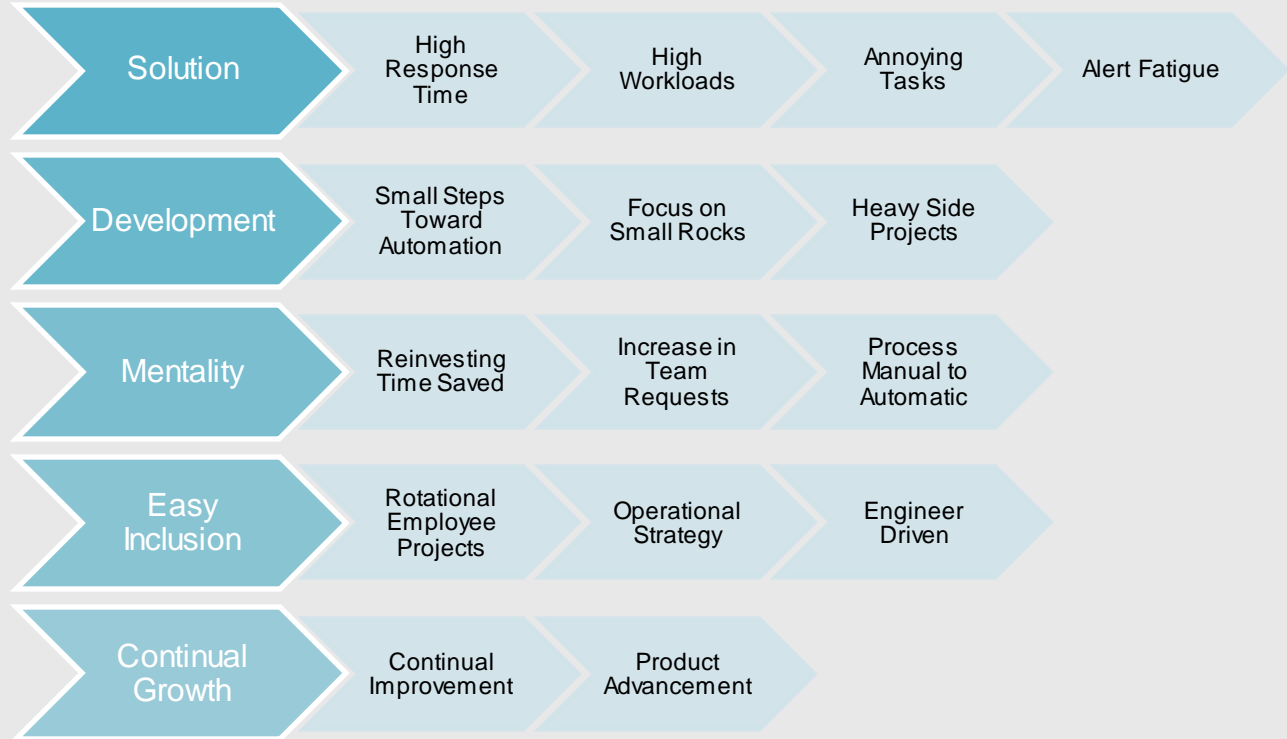 Solution
High
Response
Time
High
Workloads
Annoying
Tasks
Alert Fatigue
Development
Small Steps
Toward
Automation
Focus on
Small Rocks
Heavy Side
Projects
Mentality
Reinvesting
Time Saved
Increase in
Team
Requests
Process
Manual to
Automatic
Easy
Inclusion
Rotational
Employee
Projects
Operational
Strategy
Engineer
Driven
Continual
Growth
Continual
Improvement
Product
Advancement